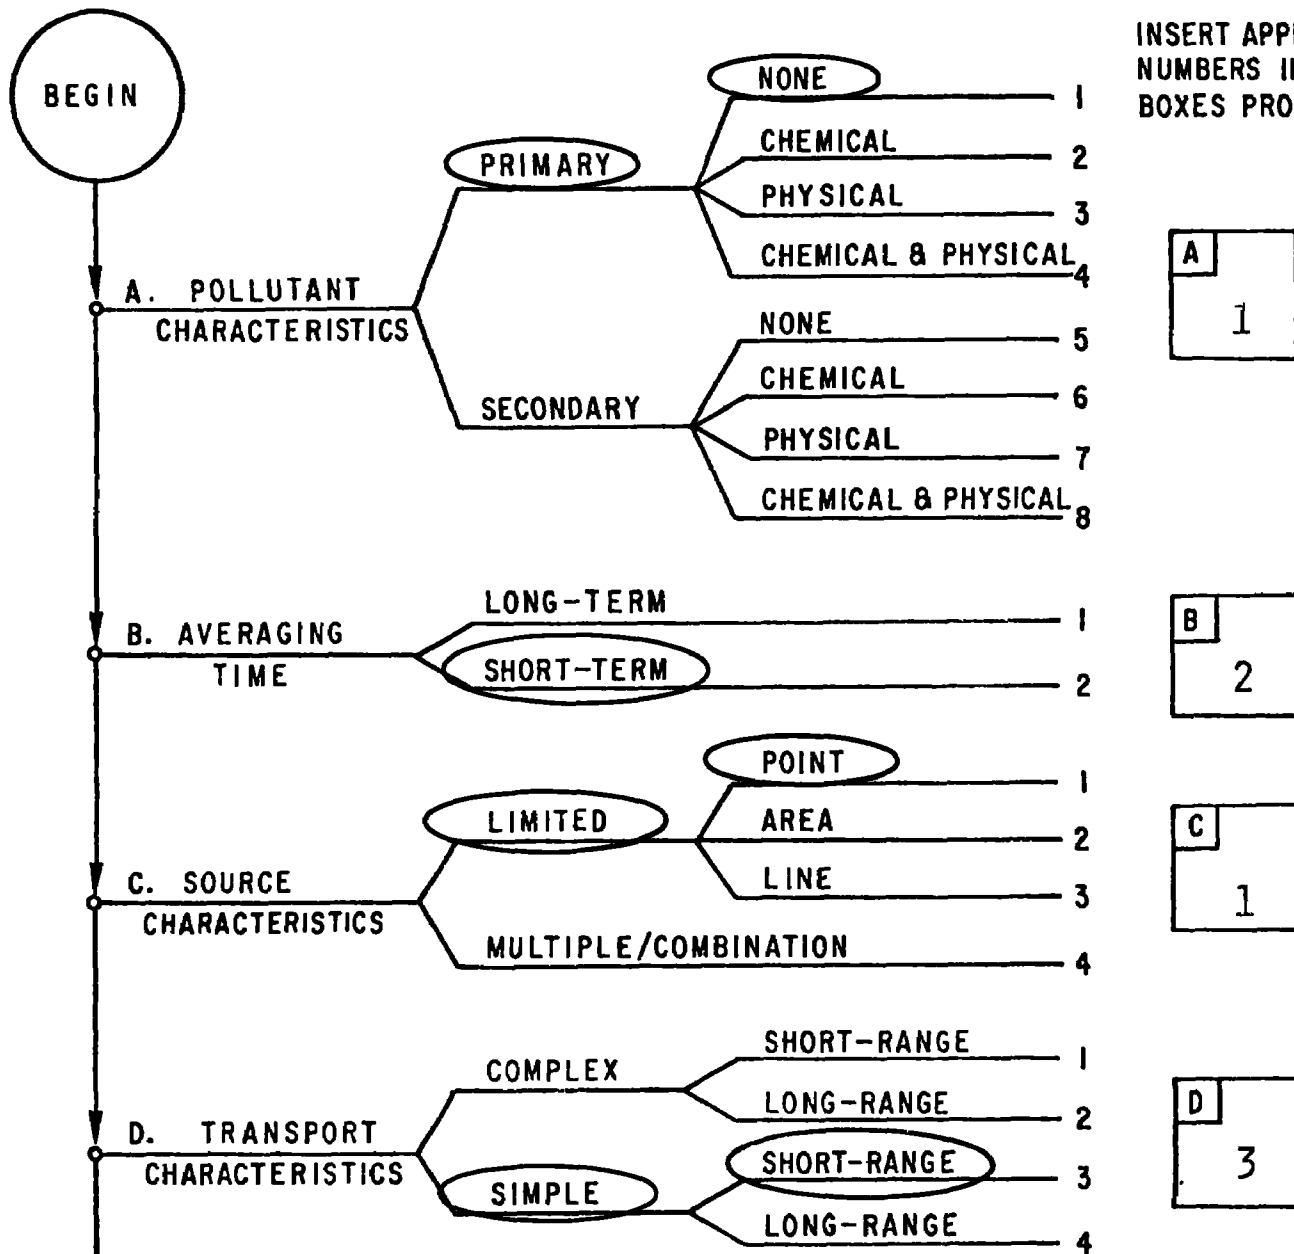 BEGIN
INSERT
NUMBERS
BOXES
NONE
1
CHEMICAL
2
PRIMARY
PHYSICAL
3
CHEMICAL & PHYSICAL
4
A. POLLUTANT
CHARACTERISTICS
NONE
5
CHEMICAL
6
SECONDARY
PHYSICAL
7
CHEMICAL & PHYSICAL
8
A
1
LONG-TERM
1
B. AVERAGING
TIME
SHORT-TERM
2
B
2
POINT
1
LIMITED
AREA
2
LINE
3
C. SOURCE
CHARACTERISTICS
MULTIPLE/COMBINATION
4
C
1
SHORT-RANGE
1
COMPLEX
LONG-RANGE
2
D. TRANSPORT
CHARACTERISTICS
SHORT-RANGE
3
SIMPLE
LONG-RANGE
4
D
3